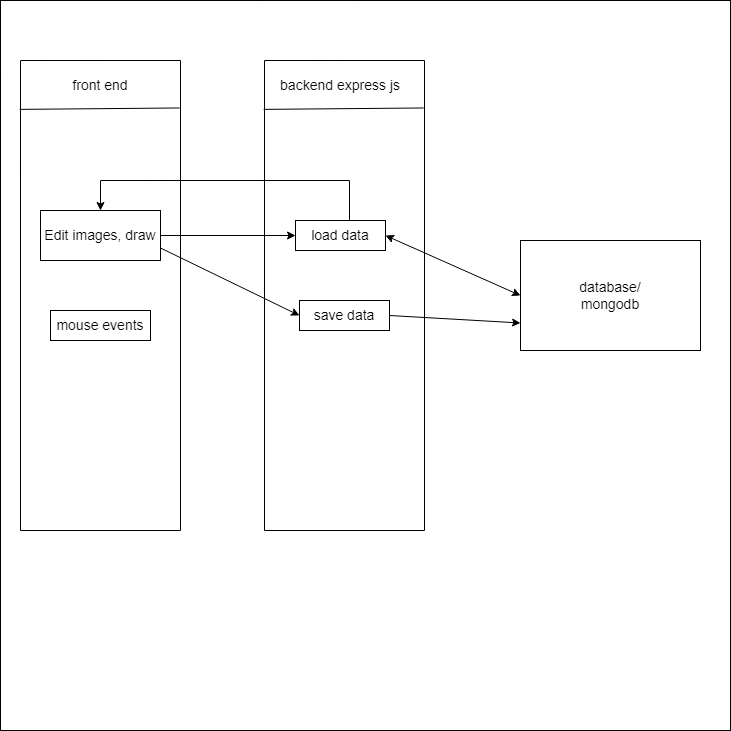 front end
backend express js
Edit images, draw
load data
database/
mongodb
save data
mouse events